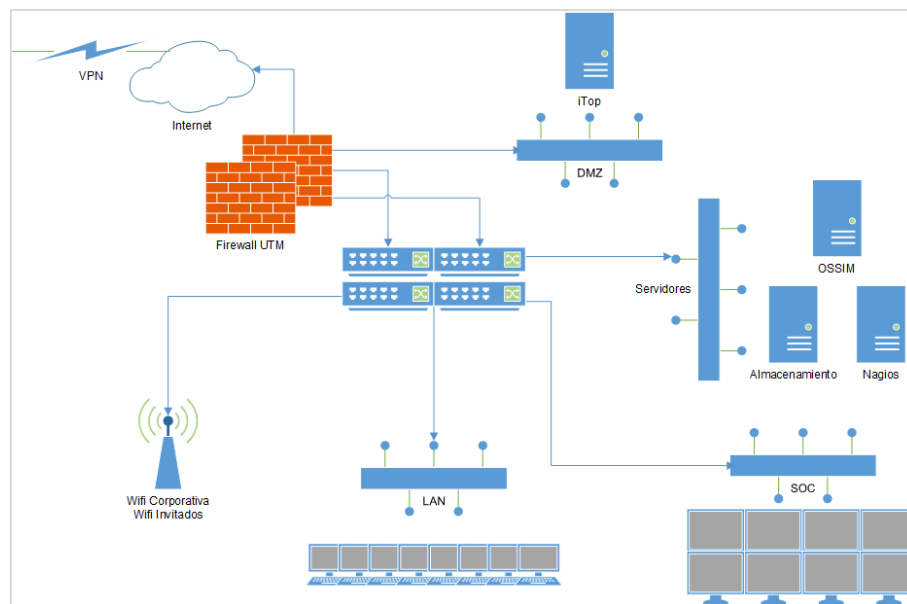 VPN
Internet
iTop
DMZ
Firewall UTM
Servidores
OSSIM
Almacenamiento
Nagios
Wifi Corporativa
Wifi Invitados
LAN
SOC